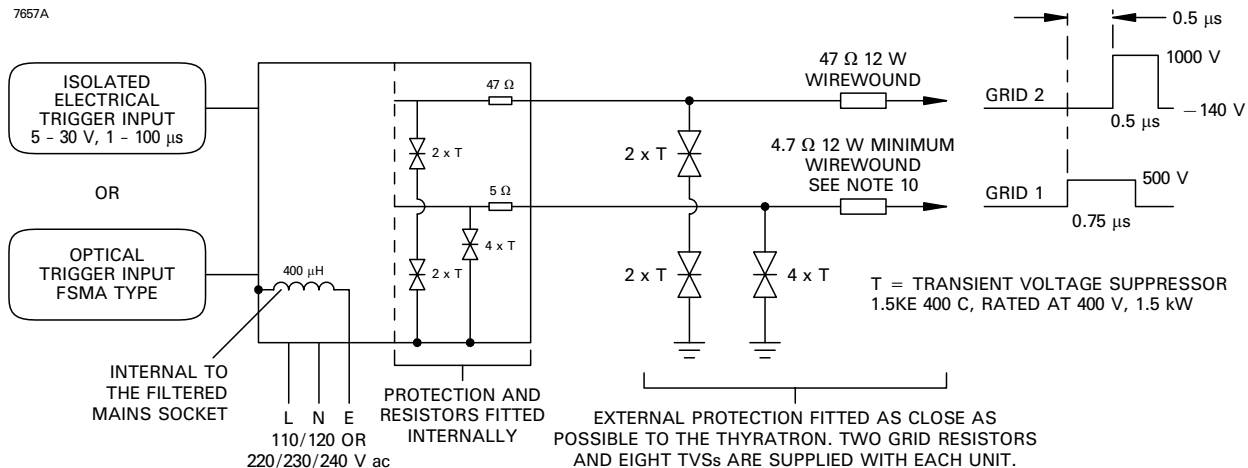 7657A
ISOLATED
ELECTRICAL
TRIGGER INPUT
5 - 30 V, 1 - 100 µs
OR
OPTICAL
TRIGGER INPUT
FSMA TYPE
400 µH
INTERNAL TO
THE FILTERED
MAINS SOCKET
L N E
110/120 OR
220/230/240 V ac
47 Ω
2 x T
5 Ω
4 x T
2 x T
PROTECTION AND
RESISTORS FITTED
INTERNALLY
47 Ω 12 W
WIREWOUND
2 x T
4.7 Ω 12 W MINIMUM
WIREWOUND
SEE NOTE 10
2 x T
4 x T
EXTERNAL PROTECTION FITTED AS CLOSE AS
POSSIBLE TO THE THYRATRON. TWO GRID RESISTORS
AND EIGHT TVSs ARE SUPPLIED WITH EACH UNIT.
0.5 µs
1000 V
GRID 2
−140 V
0.5 µs
500 V
GRID 1
0.75 µs
T = TRANSIENT VOLTAGE SUPPRESSOR
1.5KE 400 C, RATED AT 400 V, 1.5 kW